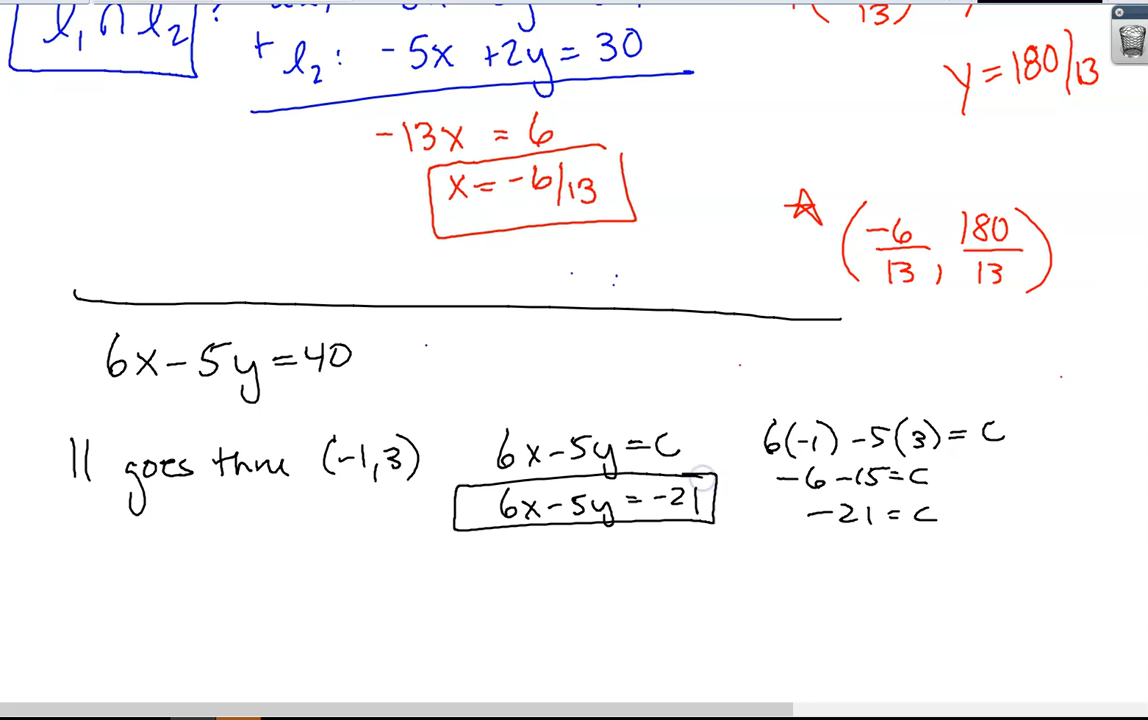 l₁ ∩ l₂ ?
13)
+ l₂: -5x +2y = 30
y = 180/13
-13x = 6
x = -6/13
(-6/13, 180/13)
6x - 5y = 40
|| goes thru (-1,3)
6x - 5y = C
6x - 5y = -21
6(-1) - 5(3) = C
-6 - 15 = C
-21 = C